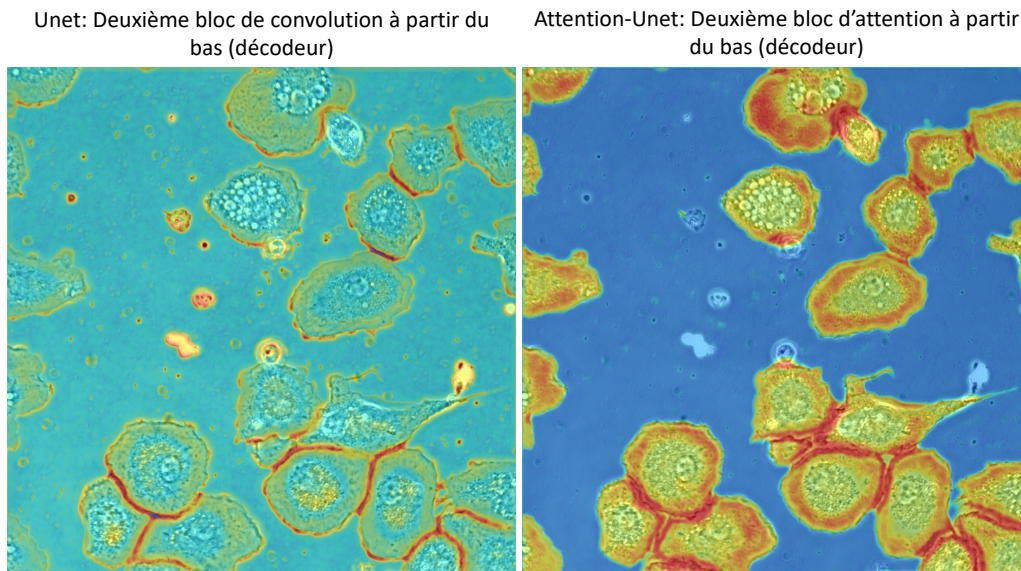 Unet: Deuxième bloc de convolution à partir du
bas (décodeur)
Attention-Unet: Deuxième bloc d’attention à partir
du bas (décodeur)